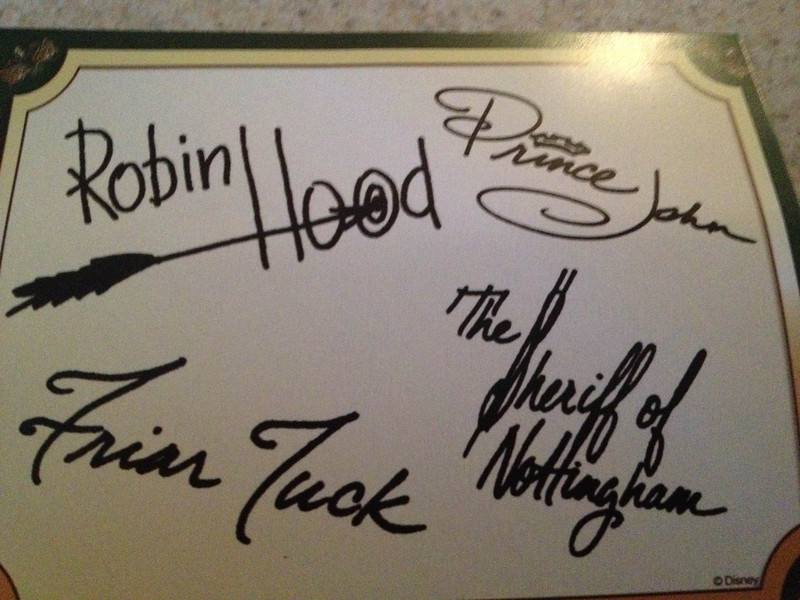 Robin Hood
Prince John
The
Sheriff of
Nottingham
Friar Tuck
© Disney